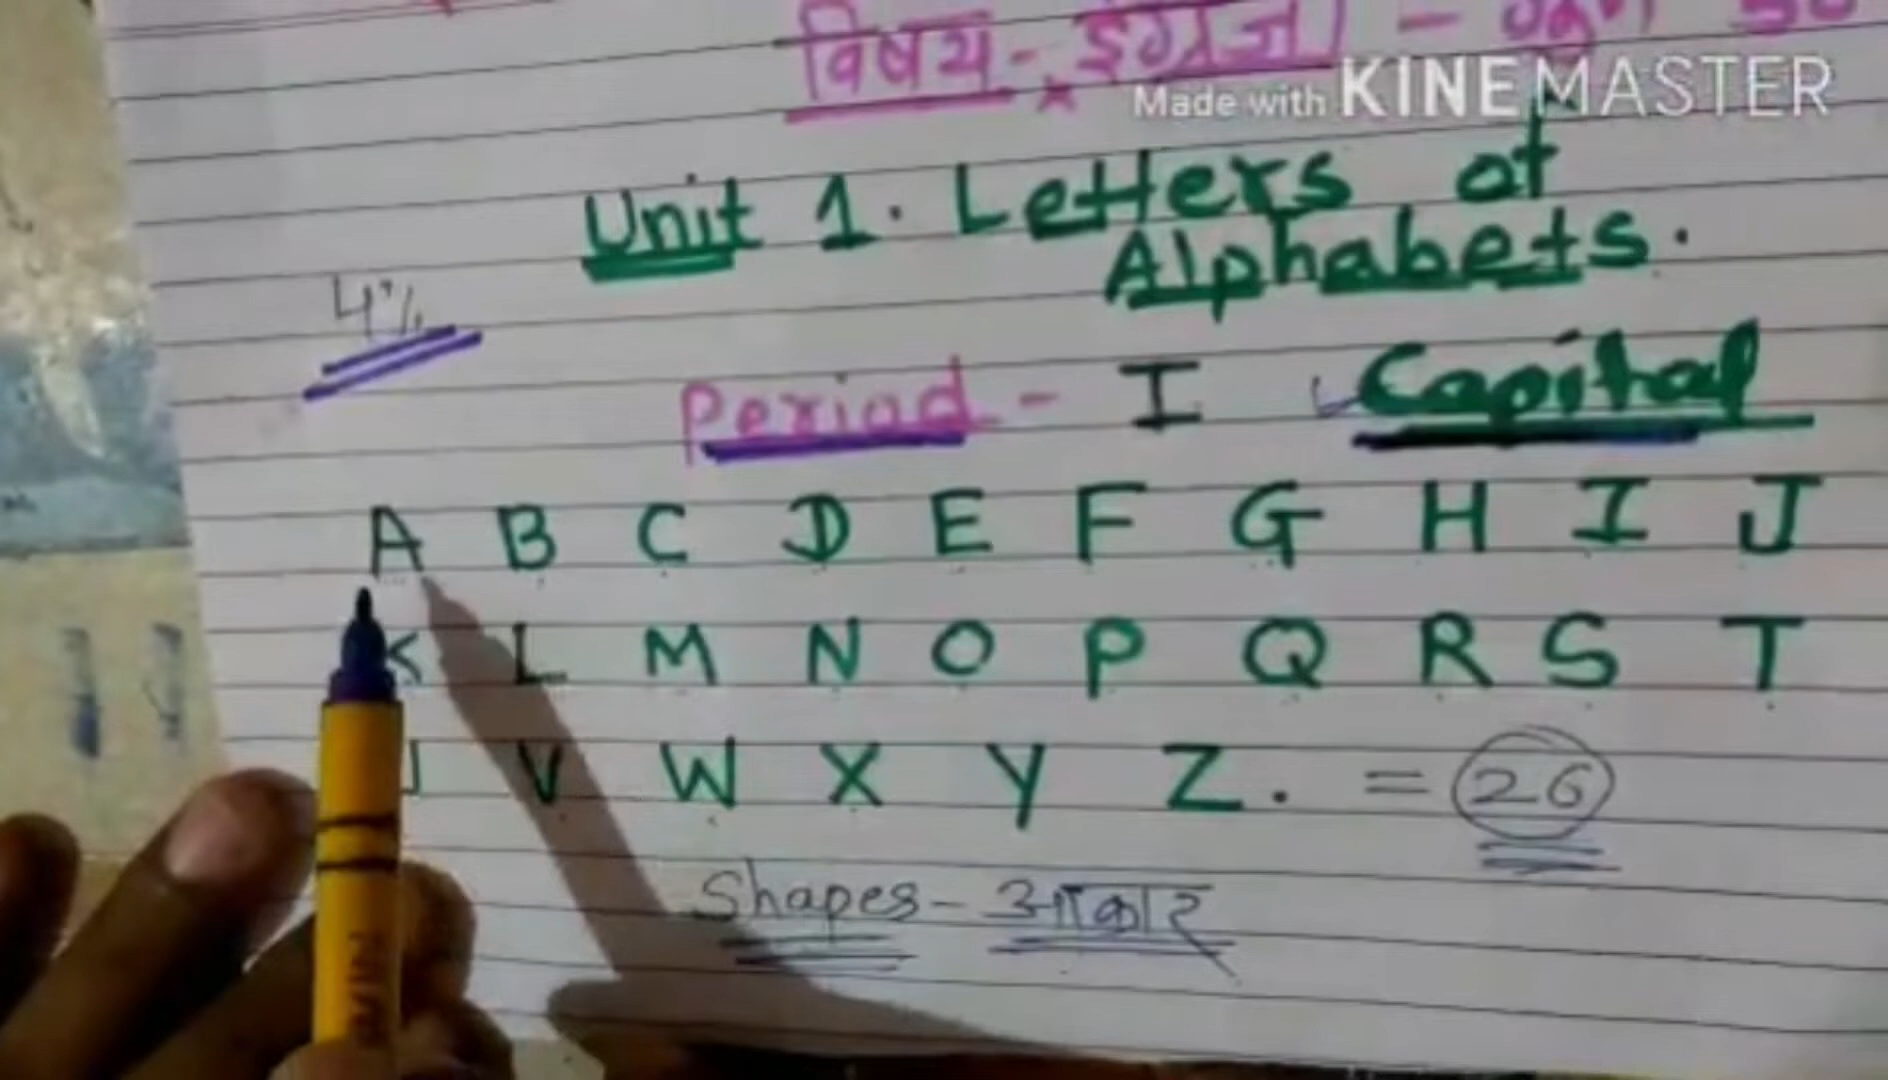 विषय - इंग्रजी -
Made with KINEMASTER
Unit 1. Letters of
Alphabets.
4%
Period - I Capital
A B C D E F G H I J
K L M N O P Q R S T
U V W X Y Z. = 26
Shapes - आकार